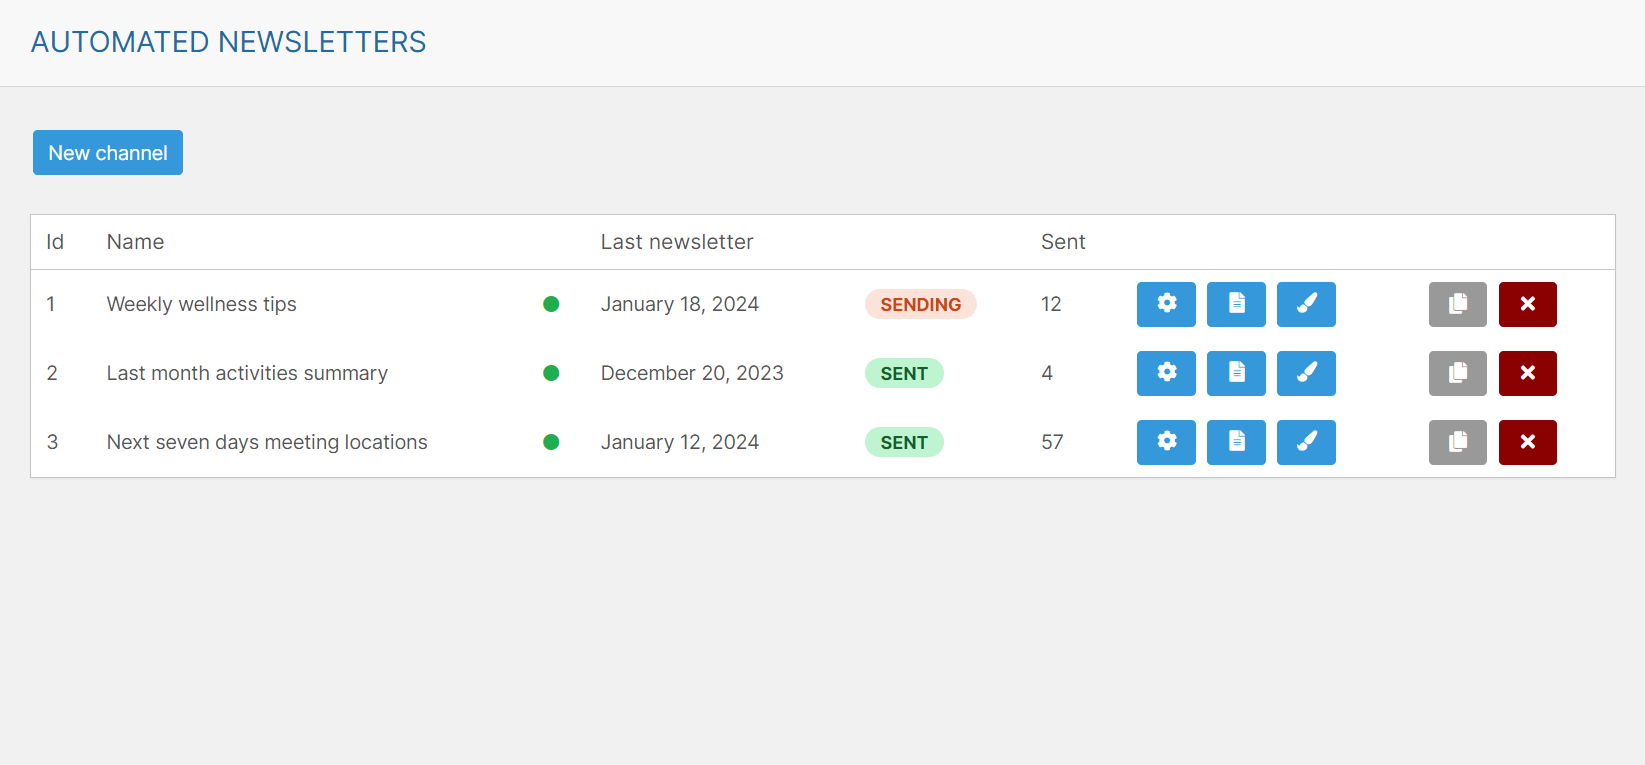 AUTOMATED NEWSLETTERS
New channel
Id Name Last newsletter Sent
1 Weekly wellness tips January 18, 2024 SENDING 12
2 Last month activities summary December 20, 2023 SENT 4
3 Next seven days meeting locations January 12, 2024 SENT 57